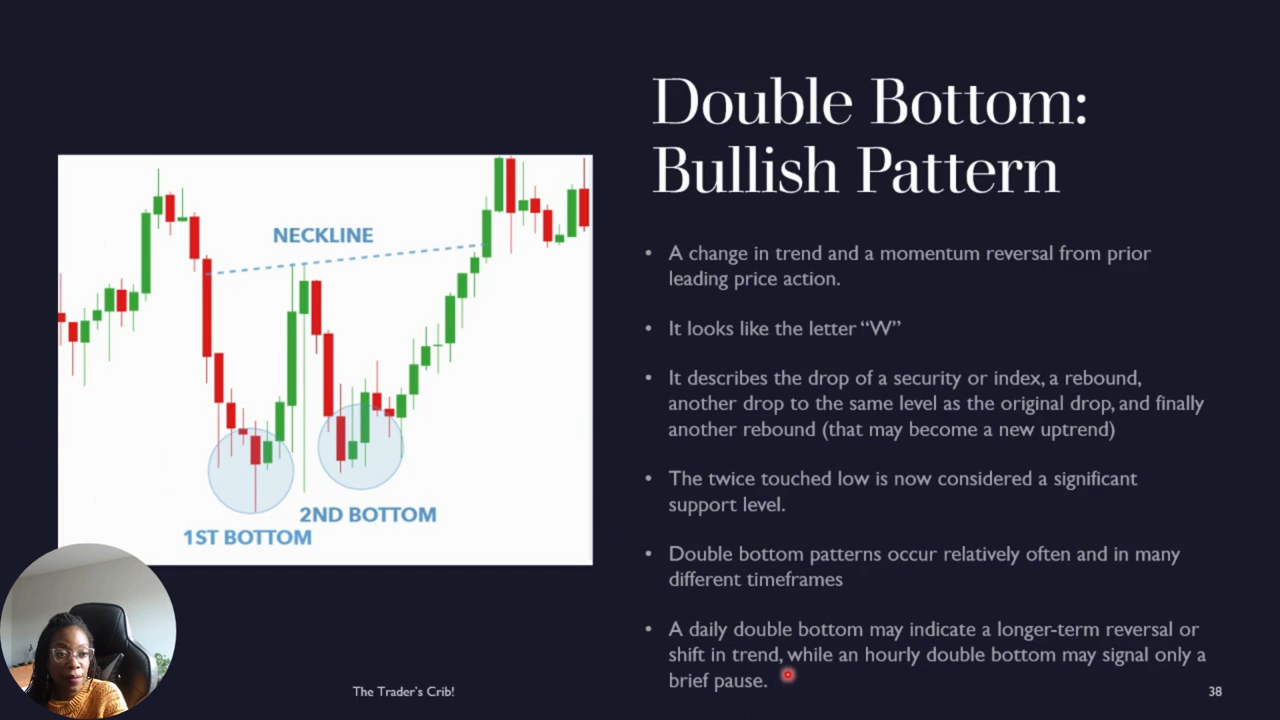 Double Bottom:
Bullish Pattern
NECKLINE
2ND BOTTOM
1ST BOTTOM
• A change in trend and a momentum reversal from prior
leading price action.
• It looks like the letter “W”
• It describes the drop of a security or index, a rebound,
another drop to the same level as the original drop, and finally
another rebound (that may become a new uptrend)
• The twice touched low is now considered a significant
support level.
• Double bottom patterns occur relatively often and in many
different timeframes
• A daily double bottom may indicate a longer-term reversal or
shift in trend, while an hourly double bottom may signal only a
brief pause.
The Trader’s Crib!
38